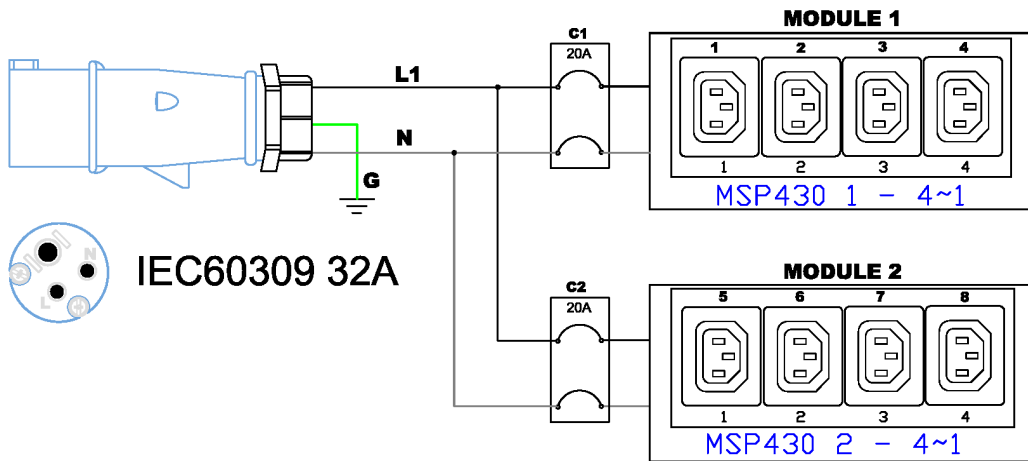 MODULE 1
C1
20A
1 2 3 4
L1
N
G
1 2 3 4
MSP430 1 - 4~1
N
L
IEC60309 32A
MODULE 2
C2
20A
5 6 7 8
1 2 3 4
MSP430 2 - 4~1